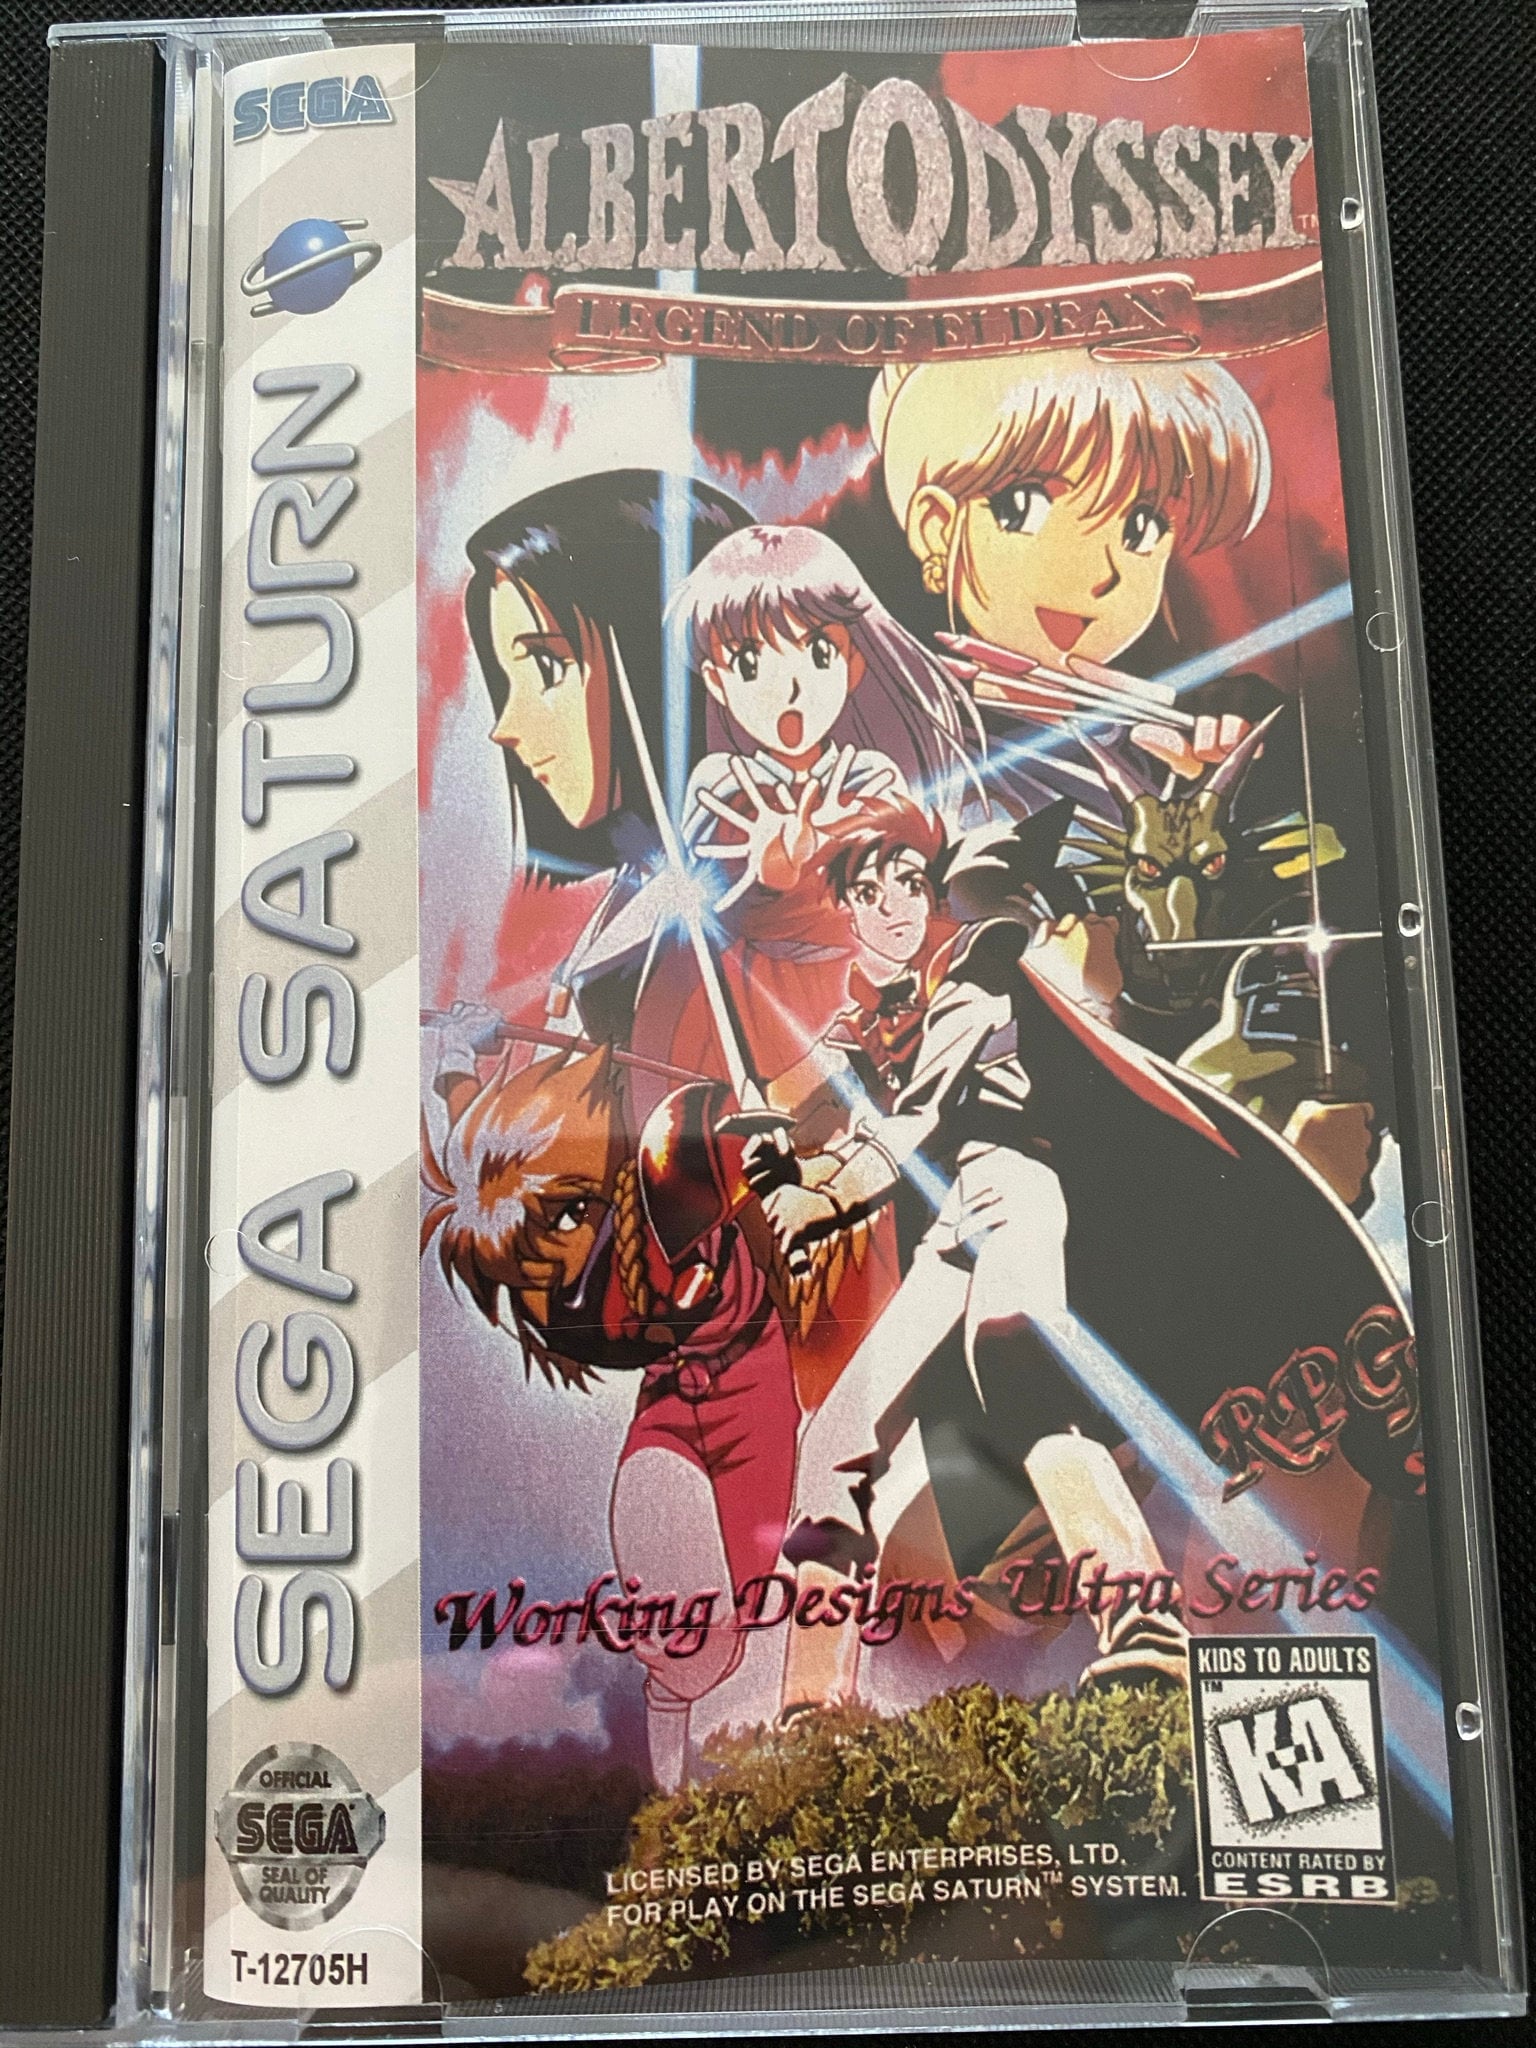 SEGA
SEGA SATURN
ALBERT ODYSSEY
TM
LEGEND OF ELDEAN
RPG
Working Designs Ultra Series
KIDS TO ADULTS
TM
K-A
CONTENT RATED BY
ESRB
LICENSED BY SEGA ENTERPRISES, LTD.
FOR PLAY ON THE SEGA SATURN™ SYSTEM.
OFFICIAL
SEGA
SEAL OF
QUALITY
T-12705H